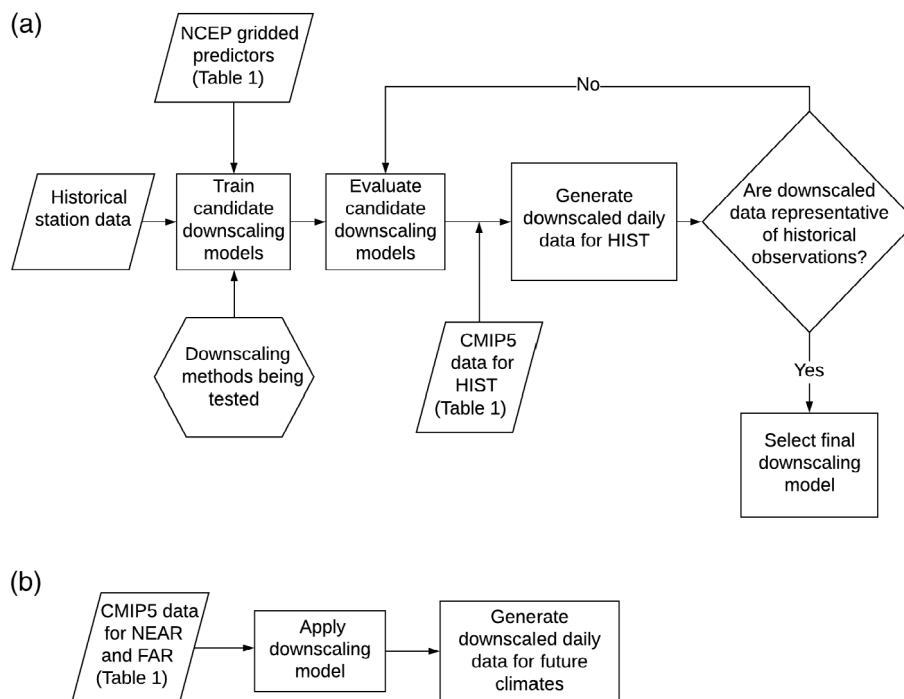 (a)
NCEP gridded
predictors
(Table 1)
No
Historical
station data
Train
candidate
downscaling
models
Evaluate
candidate
downscaling
models
Generate
downscaled daily
data for HIST
Are downscaled
data representative
of historical
observations?
Downscaling
methods being
tested
CMIP5
data for
HIST
(Table 1)
Yes
Select final
downscaling
model
(b)
CMIP5 data
for NEAR
and FAR
(Table 1)
Apply
downscaling
model
Generate
downscaled daily
data for future
climates